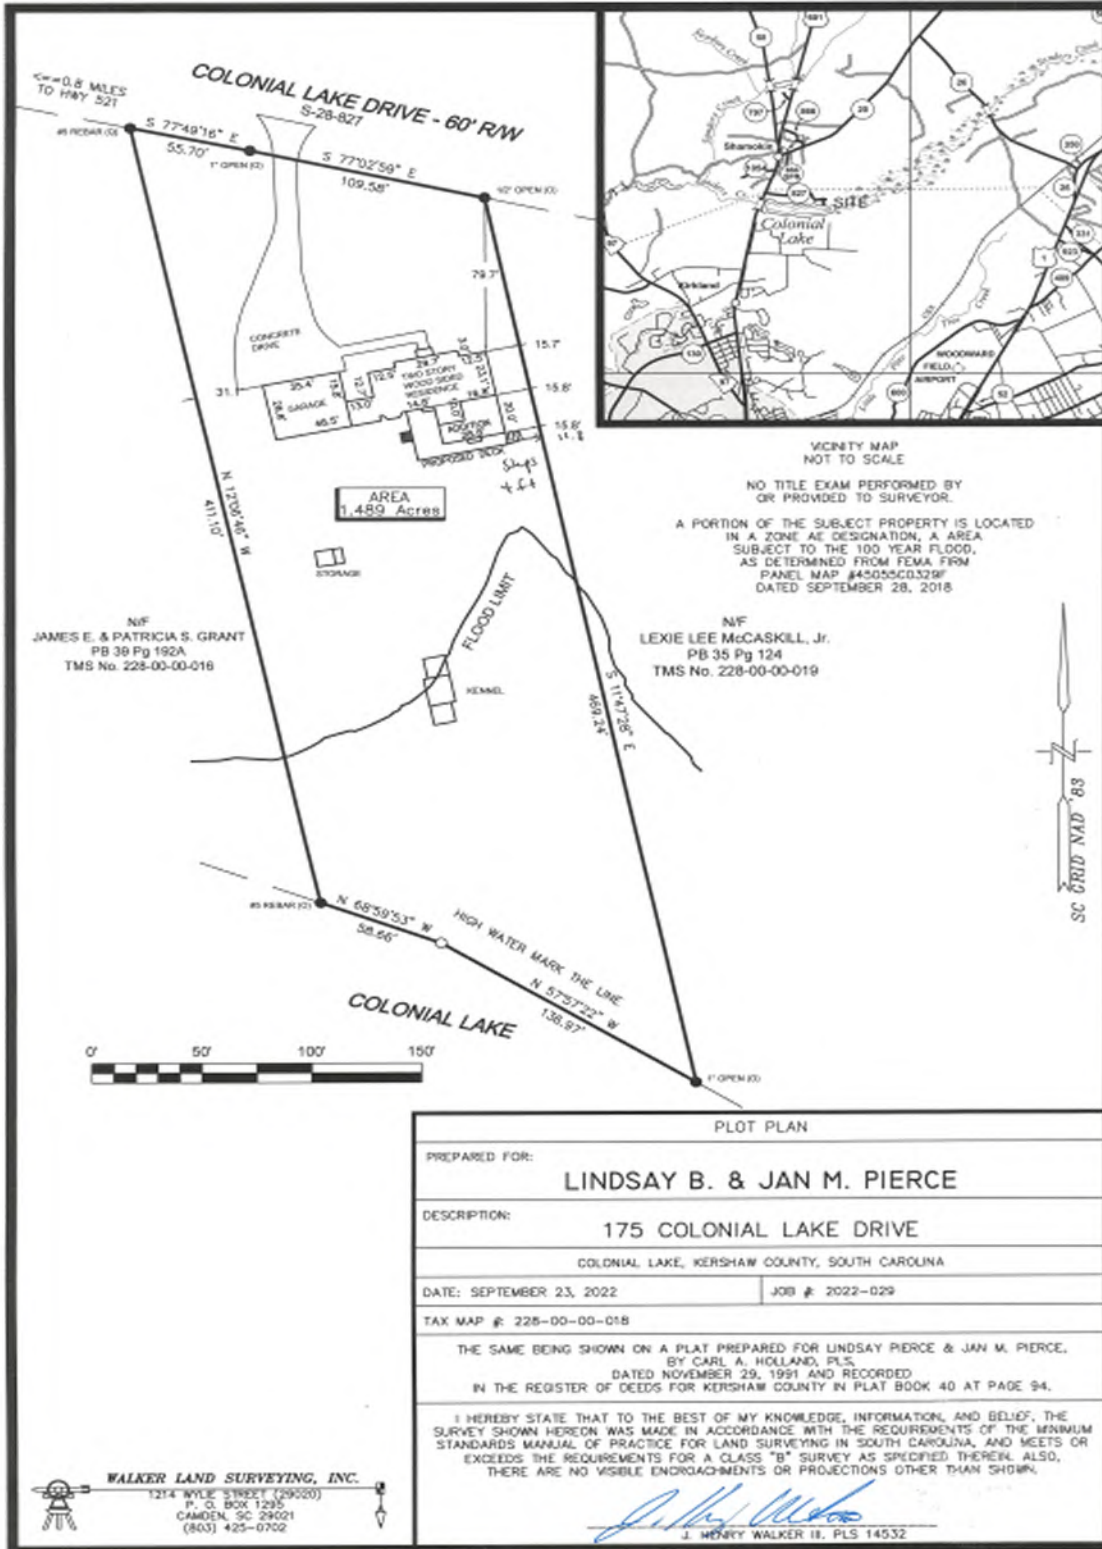 <==0.8 MILES
TO HWY 521
COLONIAL LAKE DRIVE - 60' R/W
S-28-827
#5 REBAR (O)
S 77°49'16" E
55.70'
1" OPEN (O)
S 77°02'59" E
109.58'
1/2" OPEN (O)
79.7'
CONCRETE
DRIVE
15.7'
15.8'
15.8'
TWO STORY
WOOD SIDED
RESIDENCE
GARAGE
ADDITION
PROPOSED DECK
Steps
4 ft
AREA
1.489 Acres
N 12°06'46" W
411.10'
STORAGE
FLOOD LIMIT
KENNEL
S 11°47'28" E
469.24'
N/F
JAMES E. & PATRICIA S. GRANT
PB 39 Pg 192A
TMS No. 228-00-00-016
N/F
LEXIE LEE McCASKILL, Jr.
PB 35 Pg 124
TMS No. 228-00-00-019
#5 REBAR (O)
N 68°59'53" W
58.66'
HIGH WATER MARK THE LINE
N 57°57'22" W
138.97'
1" OPEN (O)
COLONIAL LAKE
0' 50' 100' 150'
Shamokin
SITE
Colonial
Lake
Kirkland
WOODWARD
FIELD
AIRPORT
VICINITY MAP
NOT TO SCALE
NO TITLE EXAM PERFORMED BY
OR PROVIDED TO SURVEYOR.
A PORTION OF THE SUBJECT PROPERTY IS LOCATED
IN A ZONE AE DESIGNATION, A AREA
SUBJECT TO THE 100 YEAR FLOOD,
AS DETERMINED FROM FEMA FIRM
PANEL MAP #45055C0329F
DATED SEPTEMBER 28, 2018
SC GRID NAD '83
PLOT PLAN
PREPARED FOR:
LINDSAY B. & JAN M. PIERCE
DESCRIPTION:
175 COLONIAL LAKE DRIVE
COLONIAL LAKE, KERSHAW COUNTY, SOUTH CAROLINA
DATE: SEPTEMBER 23, 2022
JOB #: 2022-029
TAX MAP #: 228-00-00-018
THE SAME BEING SHOWN ON A PLAT PREPARED FOR LINDSAY PIERCE & JAN M. PIERCE,
BY CARL A. HOLLAND, PLS,
DATED NOVEMBER 29, 1991 AND RECORDED
IN THE REGISTER OF DEEDS FOR KERSHAW COUNTY IN PLAT BOOK 40 AT PAGE 94.
I HEREBY STATE THAT TO THE BEST OF MY KNOWLEDGE, INFORMATION, AND BELIEF, THE
SURVEY SHOWN HEREON WAS MADE IN ACCORDANCE WITH THE REQUIREMENTS OF THE MINIMUM
STANDARDS MANUAL OF PRACTICE FOR LAND SURVEYING IN SOUTH CAROLINA, AND MEETS OR
EXCEEDS THE REQUIREMENTS FOR A CLASS "B" SURVEY AS SPECIFIED THEREIN. ALSO,
THERE ARE NO VISIBLE ENCROACHMENTS OR PROJECTIONS OTHER THAN SHOWN.
J. HENRY WALKER III. PLS 14532
WALKER LAND SURVEYING, INC.
1214 WYLIE STREET (29020)
P. O. BOX 1295
CAMDEN, SC 29021
(803) 425-0702